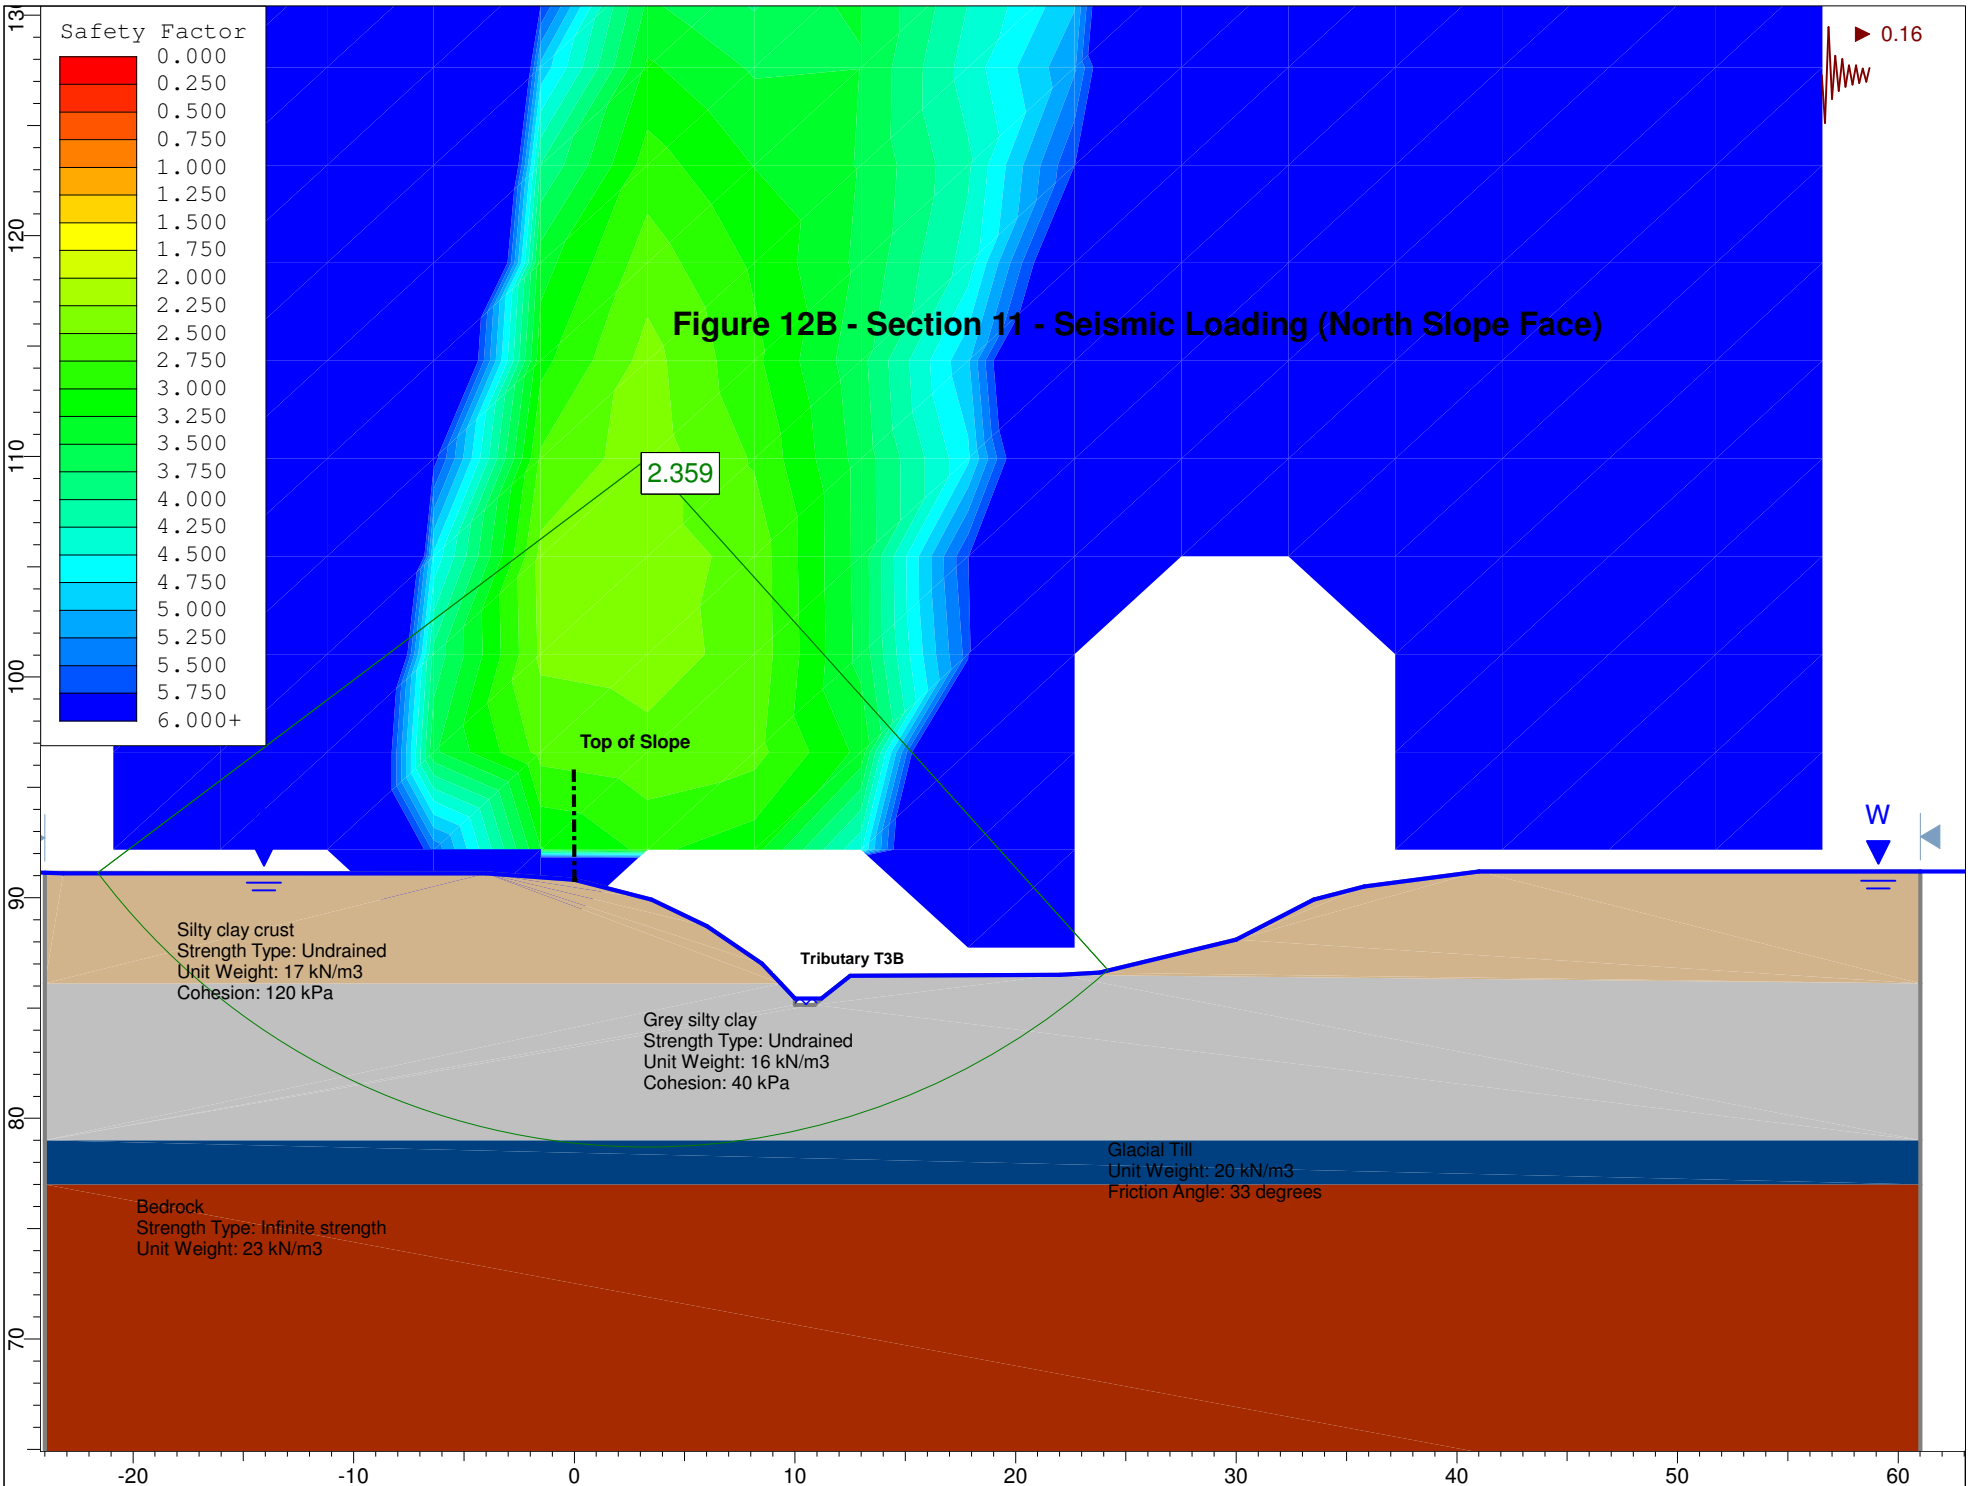 Safety Factor
0.000
0.250
0.500
0.750
1.000
1.250
1.500
1.750
2.000
2.250
2.500
2.750
3.000
3.250
3.500
3.750
4.000
4.250
4.500
4.750
5.000
5.250
5.500
5.750
6.000+
0.16
Figure 12B - Section 11 - Seismic Loading (North Slope Face)
2.359
Top of Slope
W
Silty clay crust
Strength Type: Undrained
Unit Weight: 17 kN/m3
Cohesion: 120 kPa
Tributary T3B
Grey silty clay
Strength Type: Undrained
Unit Weight: 16 kN/m3
Cohesion: 40 kPa
Glacial Till
Unit Weight: 20 kN/m3
Friction Angle: 33 degrees
Bedrock
Strength Type: Infinite strength
Unit Weight: 23 kN/m3
130
120
110
100
90
80
70
-20
-10
0
10
20
30
40
50
60